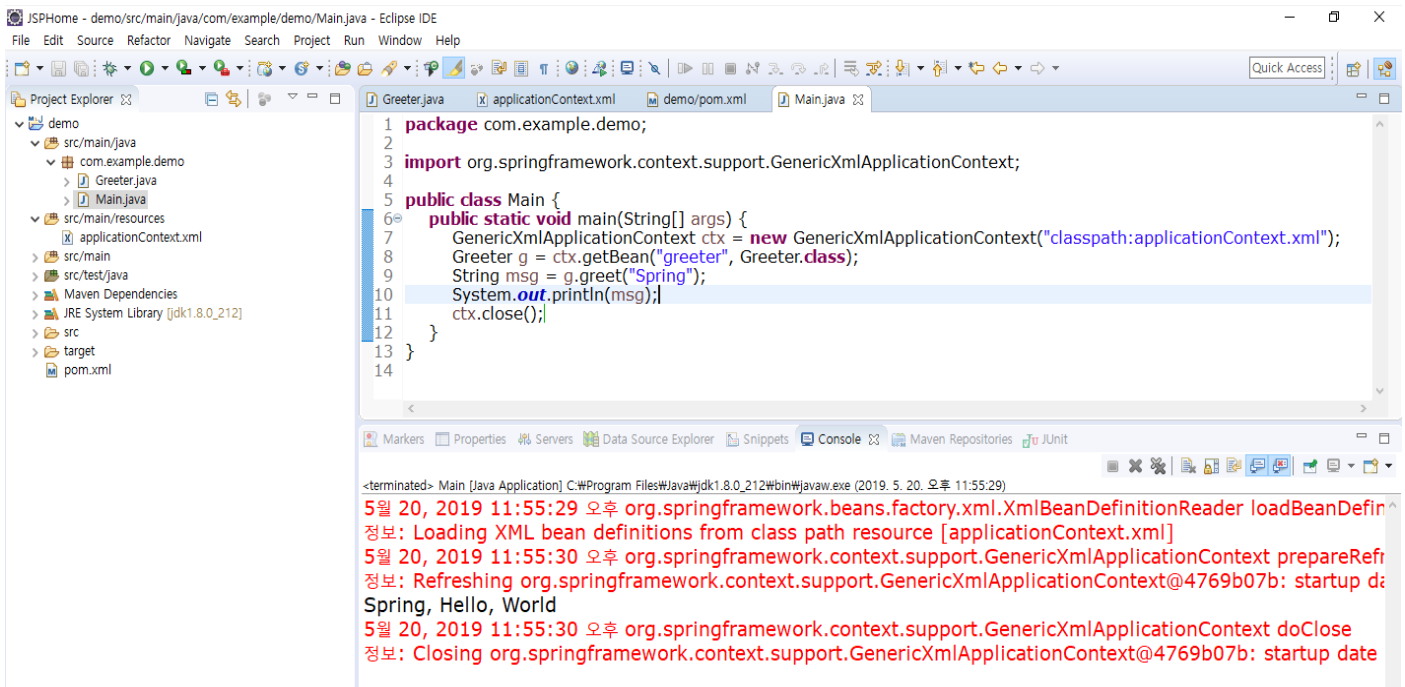 JSPHome - demo/src/main/java/com/example/demo/Main.java - Eclipse IDE
File Edit Source Refactor Navigate Search Project Run Window Help
Quick Access
Project Explorer
demo
src/main/java
com.example.demo
Greeter.java
Main.java
src/main/resources
applicationContext.xml
src/main
src/test/java
Maven Dependencies
JRE System Library [jdk1.8.0_212]
src
target
pom.xml
Greeter.java applicationContext.xml demo/pom.xml Main.java
1 package com.example.demo;
2
3 import org.springframework.context.support.GenericXmlApplicationContext;
4
5 public class Main {
6 public static void main(String[] args) {
7 GenericXmlApplicationContext ctx = new GenericXmlApplicationContext("classpath:applicationContext.xml");
8 Greeter g = ctx.getBean("greeter", Greeter.class);
9 String msg = g.greet("Spring");
10 System.out.println(msg);
11 ctx.close();
12 }
13 }
14
Markers Properties Servers Data Source Explorer Snippets Console Maven Repositories JUnit
<terminated> Main [Java Application] C:₩Program Files₩Java₩jdk1.8.0_212₩bin₩javaw.exe (2019. 5. 20. 오후 11:55:29)
5월 20, 2019 11:55:29 오후 org.springframework.beans.factory.xml.XmlBeanDefinitionReader loadBeanDefin
정보: Loading XML bean definitions from class path resource [applicationContext.xml]
5월 20, 2019 11:55:30 오후 org.springframework.context.support.GenericXmlApplicationContext prepareRefr
정보: Refreshing org.springframework.context.support.GenericXmlApplicationContext@4769b07b: startup da
Spring, Hello, World
5월 20, 2019 11:55:30 오후 org.springframework.context.support.GenericXmlApplicationContext doClose
정보: Closing org.springframework.context.support.GenericXmlApplicationContext@4769b07b: startup date